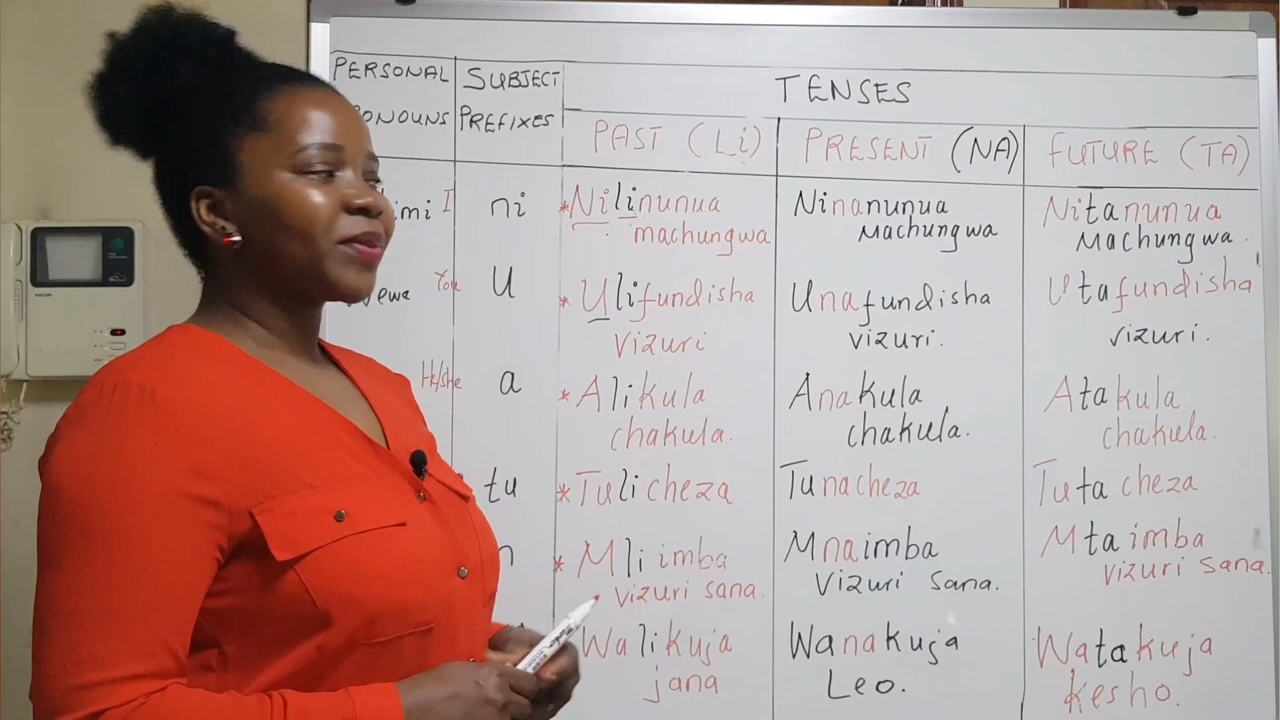 PERSONAL SUBJECT TENSES
PREFIXES
PAST (Li) PRESENT (NA) FUTURE (TA)
I ni *Nilinunua Ninanunua Nitanunua
machungwa Machungwa Machungwa.
You U *Ulifundisha Unafundisha Utafundisha
vizuri vizuri. vizuri.
He/she a *Alikula Anakula Atakula
chakula. chakula. chakula.
tu *Tulicheza Tunacheza Tutacheza
*Mliimba Mnaimba Mtaimba
vizuri sana. Vizuri sana. vizuri sana.
Walikuja Wanakuja Watakuja
jana Leo. kesho.